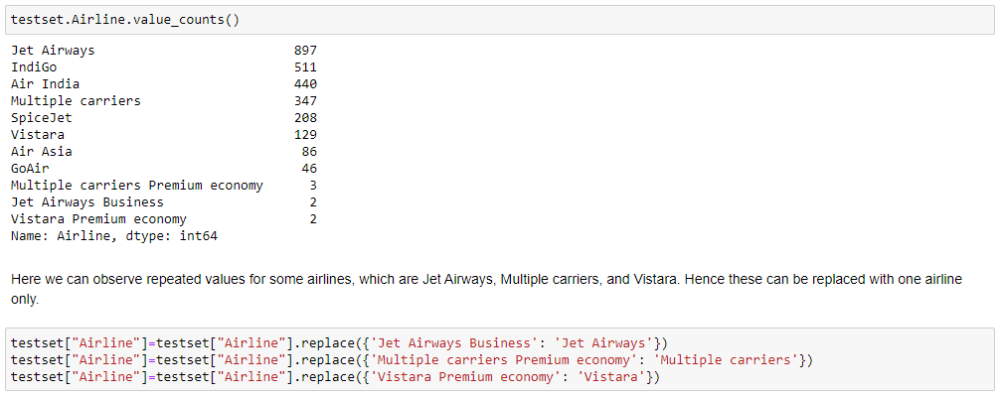 testset.Airline.value_counts()
Jet Airways                          897
IndiGo                               511
Air India                            440
Multiple carriers                    347
SpiceJet                             208
Vistara                              129
Air Asia                              86
GoAir                                 46
Multiple carriers Premium economy      3
Jet Airways Business                   2
Vistara Premium economy                2
Name: Airline, dtype: int64
Here we can observe repeated values for some airlines, which are Jet Airways, Multiple carriers, and Vistara. Hence these can be replaced with one airline
only.
testset["Airline"]=testset["Airline"].replace({'Jet Airways Business': 'Jet Airways'})
testset["Airline"]=testset["Airline"].replace({'Multiple carriers Premium economy': 'Multiple carriers'})
testset["Airline"]=testset["Airline"].replace({'Vistara Premium economy': 'Vistara'})